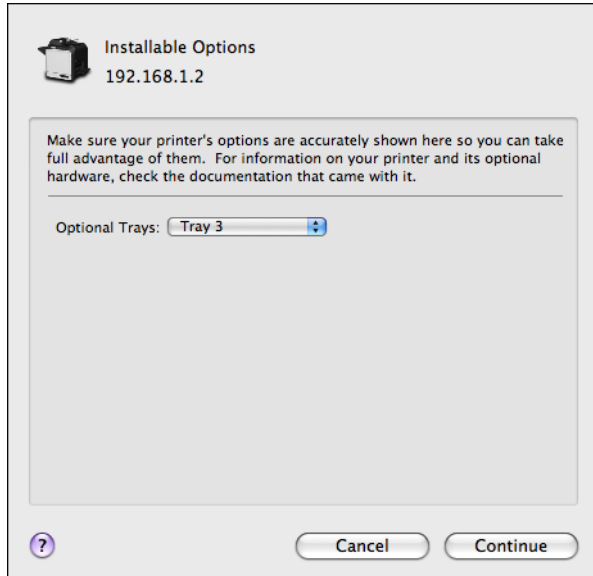 Installable Options
192.168.1.2
Make sure your printer's options are accurately shown here so you can take
full advantage of them.  For information on your printer and its optional
hardware, check the documentation that came with it.
Optional Trays: Tray 3
?
Cancel
Continue